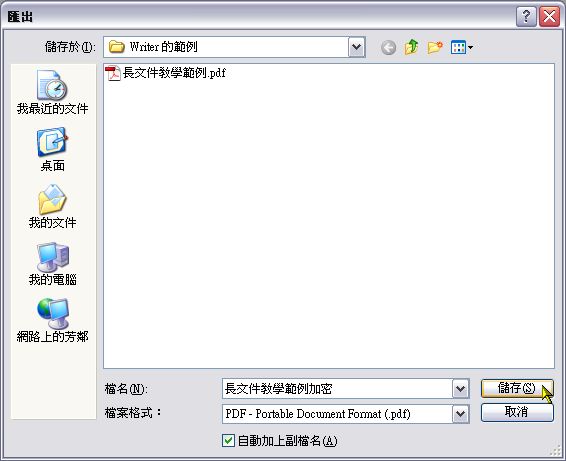 匯出
儲存於(I):
Writer 的範例
長文件教學範例.pdf
我最近的文件
桌面
我的文件
我的電腦
網路上的芳鄰
檔名(N):
長文件教學範例加密
儲存(S)
檔案格式：
PDF - Portable Document Format (.pdf)
取消
自動加上副檔名(A)